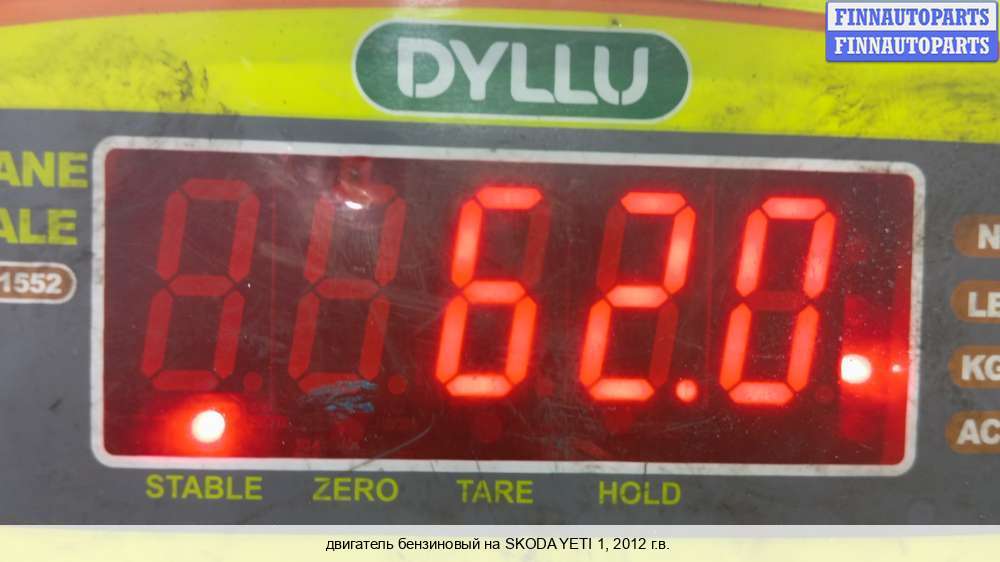 FINNAUTOPARTS
FINNAUTOPARTS
DYLLU
ANE
ALE
1552
62.0
N
LE
KG
AC
STABLE ZERO TARE HOLD
двигатель бензиновый на SKODA YETI 1, 2012 г.в.